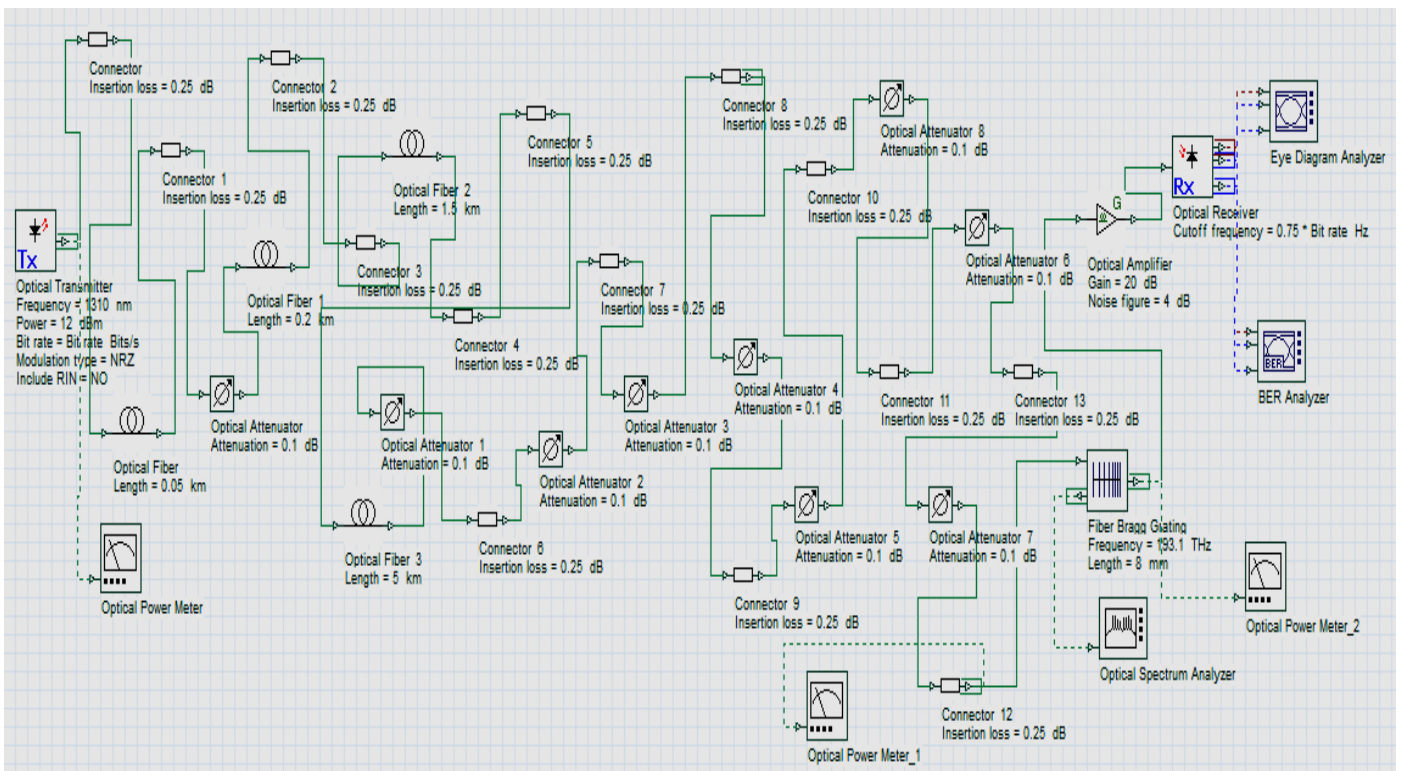 Connector
Insertion loss = 0.25 dB
Connector 2
Insertion loss = 0.25 dB
Connector 1
Insertion loss = 0.25 dB
Connector 5
Insertion loss = 0.25 dB
Connector 8
Insertion loss = 0.25 dB
Optical Attenuator 8
Attenuation = 0.1 dB
Eye Diagram Analyzer
Optical Fiber 2
Length = 1.5 km
Connector 10
Insertion loss = 0.25 dB
Rx
Optical Receiver
Cutoff frequency = 0.75 * Bit rate Hz
G
Tx
Optical Transmitter
Frequency = 1310 nm
Power = 12 dBm
Bit rate = Bit rate Bits/s
Modulation type = NRZ
Include RIN = NO
Optical Fiber 1
Length = 0.2 km
Connector 3
Insertion loss = 0.25 dB
Connector 7
Insertion loss = 0.25 dB
Optical Attenuator 6
Attenuation = 0.1 dB
Optical Amplifier
Gain = 20 dB
Noise figure = 4 dB
Connector 4
Insertion loss = 0.25 dB
BER
BER Analyzer
Optical Attenuator
Attenuation = 0.1 dB
Optical Attenuator 1
Attenuation = 0.1 dB
Optical Attenuator 3
Attenuation = 0.1 dB
Optical Attenuator 4
Attenuation = 0.1 dB
Connector 11
Insertion loss = 0.25 dB
Connector 13
Insertion loss = 0.25 dB
Optical Fiber
Length = 0.05 km
Optical Attenuator 2
Attenuation = 0.1 dB
Optical Fiber 3
Length = 5 km
Connector 6
Insertion loss = 0.25 dB
Optical Attenuator 5
Attenuation = 0.1 dB
Optical Attenuator 7
Attenuation = 0.1 dB
Fiber Bragg Grating
Frequency = 193.1 THz
Length = 8 mm
Optical Power Meter
Connector 9
Insertion loss = 0.25 dB
Optical Power Meter_2
Optical Spectrum Analyzer
Connector 12
Insertion loss = 0.25 dB
Optical Power Meter_1